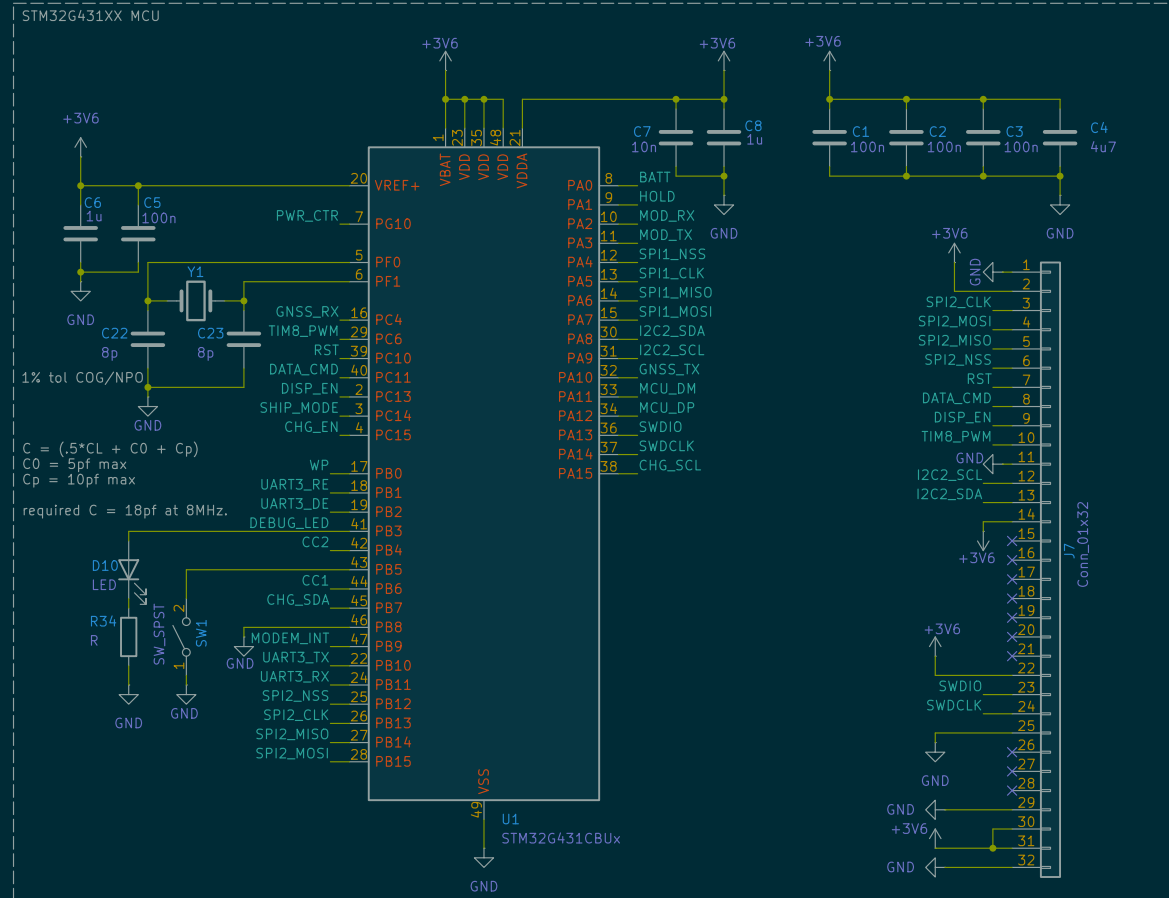 STM32G431XX MCU
+3V6
+3V6
+3V6
+3V6
1
23
35
48
21
VBAT
VDD
VDD
VDD
VDDA
C7
10n
C8
1u
C1
100n
C2
100n
C3
100n
C4
4u7
GND
GND
C6
1u
C5
100n
GND
20
VREF+
PWR_CTR
7
PG10
5
PF0
6
PF1
Y1
C22
8p
C23
8p
1% tol COG/NPO
GND
GNSS_RX
16
PC4
TIM8_PWM
29
PC6
RST
39
PC10
DATA_CMD
40
PC11
DISP_EN
2
PC13
SHIP_MODE
3
PC14
CHG_EN
4
PC15
C = (.5*CL + C0 + Cp)
C0 = 5pf max
Cp = 10pf max
required C = 18pf at 8MHz.
WP
17
PB0
UART3_RE
18
PB1
UART3_DE
19
PB2
DEBUG_LED
41
PB3
CC2
42
PB4
43
PB5
CC1
44
PB6
CHG_SDA
45
PB7
46
PB8
MODEM_INT
47
PB9
UART3_TX
22
PB10
UART3_RX
24
PB11
SPI2_NSS
25
PB12
SPI2_CLK
26
PB13
SPI2_MISO
27
PB14
SPI2_MOSI
28
PB15
D10
LED
R34
R
GND
SW_SPST
2
1
SW1
GND
GND
PA0
8
BATT
PA1
9
HOLD
PA2
10
MOD_RX
PA3
11
MOD_TX
PA4
12
SPI1_NSS
PA5
13
SPI1_CLK
PA6
14
SPI1_MISO
PA7
15
SPI1_MOSI
PA8
30
I2C2_SDA
PA9
31
I2C2_SCL
PA10
32
GNSS_TX
PA11
33
MCU_DM
PA12
34
MCU_DP
PA13
36
SWDIO
PA14
37
SWDCLK
PA15
38
CHG_SCL
VSS
49
U1
STM32G431CBUx
GND
+3V6
GND
1
2
SPI2_CLK
3
SPI2_MOSI
4
SPI2_MISO
5
SPI2_NSS
6
RST
7
DATA_CMD
8
DISP_EN
9
TIM8_PWM
10
GND
11
I2C2_SCL
12
I2C2_SDA
13
14
+3V6
15
16
17
18
19
20
21
+3V6
22
SWDIO
23
SWDCLK
24
25
GND
26
27
28
GND
29
+3V6
30
31
GND
32
J7
Conn_01x32